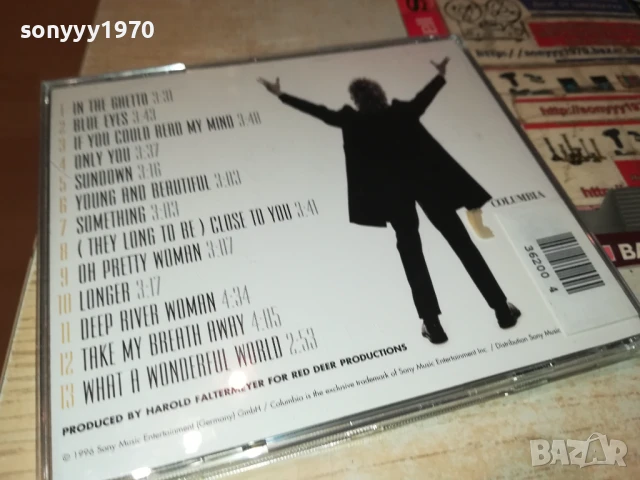 sonyyy1970
1 IN THE GHETTO 3:31
2 BLUE EYES 3:43
3 IF YOU COULD READ MY MIND 3:48
4 ONLY YOU 3:37
5 SUNDOWN 3:16
6 YOUNG AND BEAUTIFUL 3:03
7 SOMETHING 3:03
8 (THEY LONG TO BE) CLOSE TO YOU 3:41
9 OH PRETTY WOMAN 3:07
10 LONGER 3:17
11 DEEP RIVER WOMAN 4:34
12 TAKE MY BREATH AWAY 4:05
13 WHAT A WONDERFUL WORLD 2:53
COLUMBIA
36200 4
PRODUCED BY HAROLD FALTERMEYER FOR RED DEER PRODUCTIONS
© 1996 Sony Music Entertainment (Germany) GmbH / Columbia is the exclusive trademark of Sony Music Entertainment Inc. / Distribution Sony Music
http://
BA
BAZAR